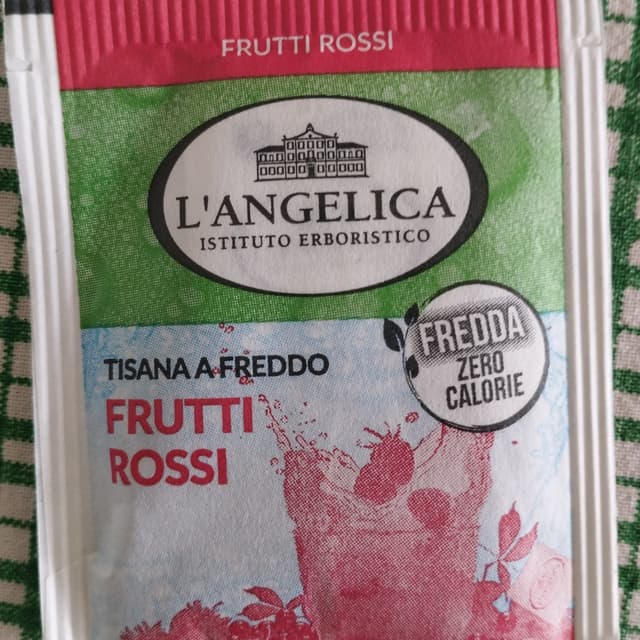 FRUTTI ROSSI
L'ANGELICA
ISTITUTO ERBORISTICO
FREDDA
ZERO
CALORIE
TISANA A FREDDO
FRUTTI
ROSSI